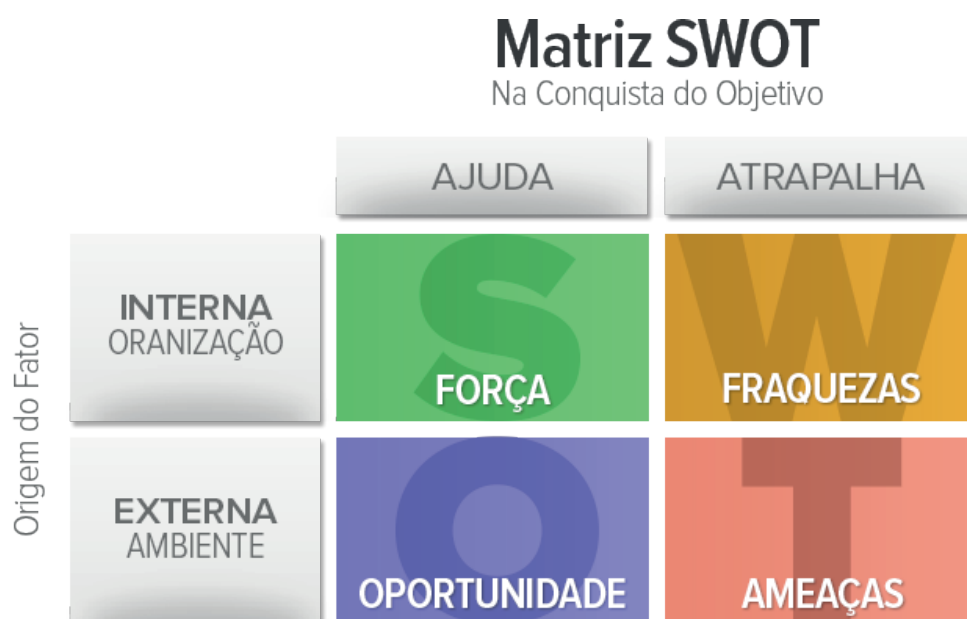 Matriz SWOT
Na Conquista do Objetivo
AJUDA
ATRAPALHA
Origem do Fator
INTERNA
ORANIZAÇÃO
S
FORÇA
W
FRAQUEZAS
EXTERNA
AMBIENTE
O
OPORTUNIDADE
T
AMEAÇAS